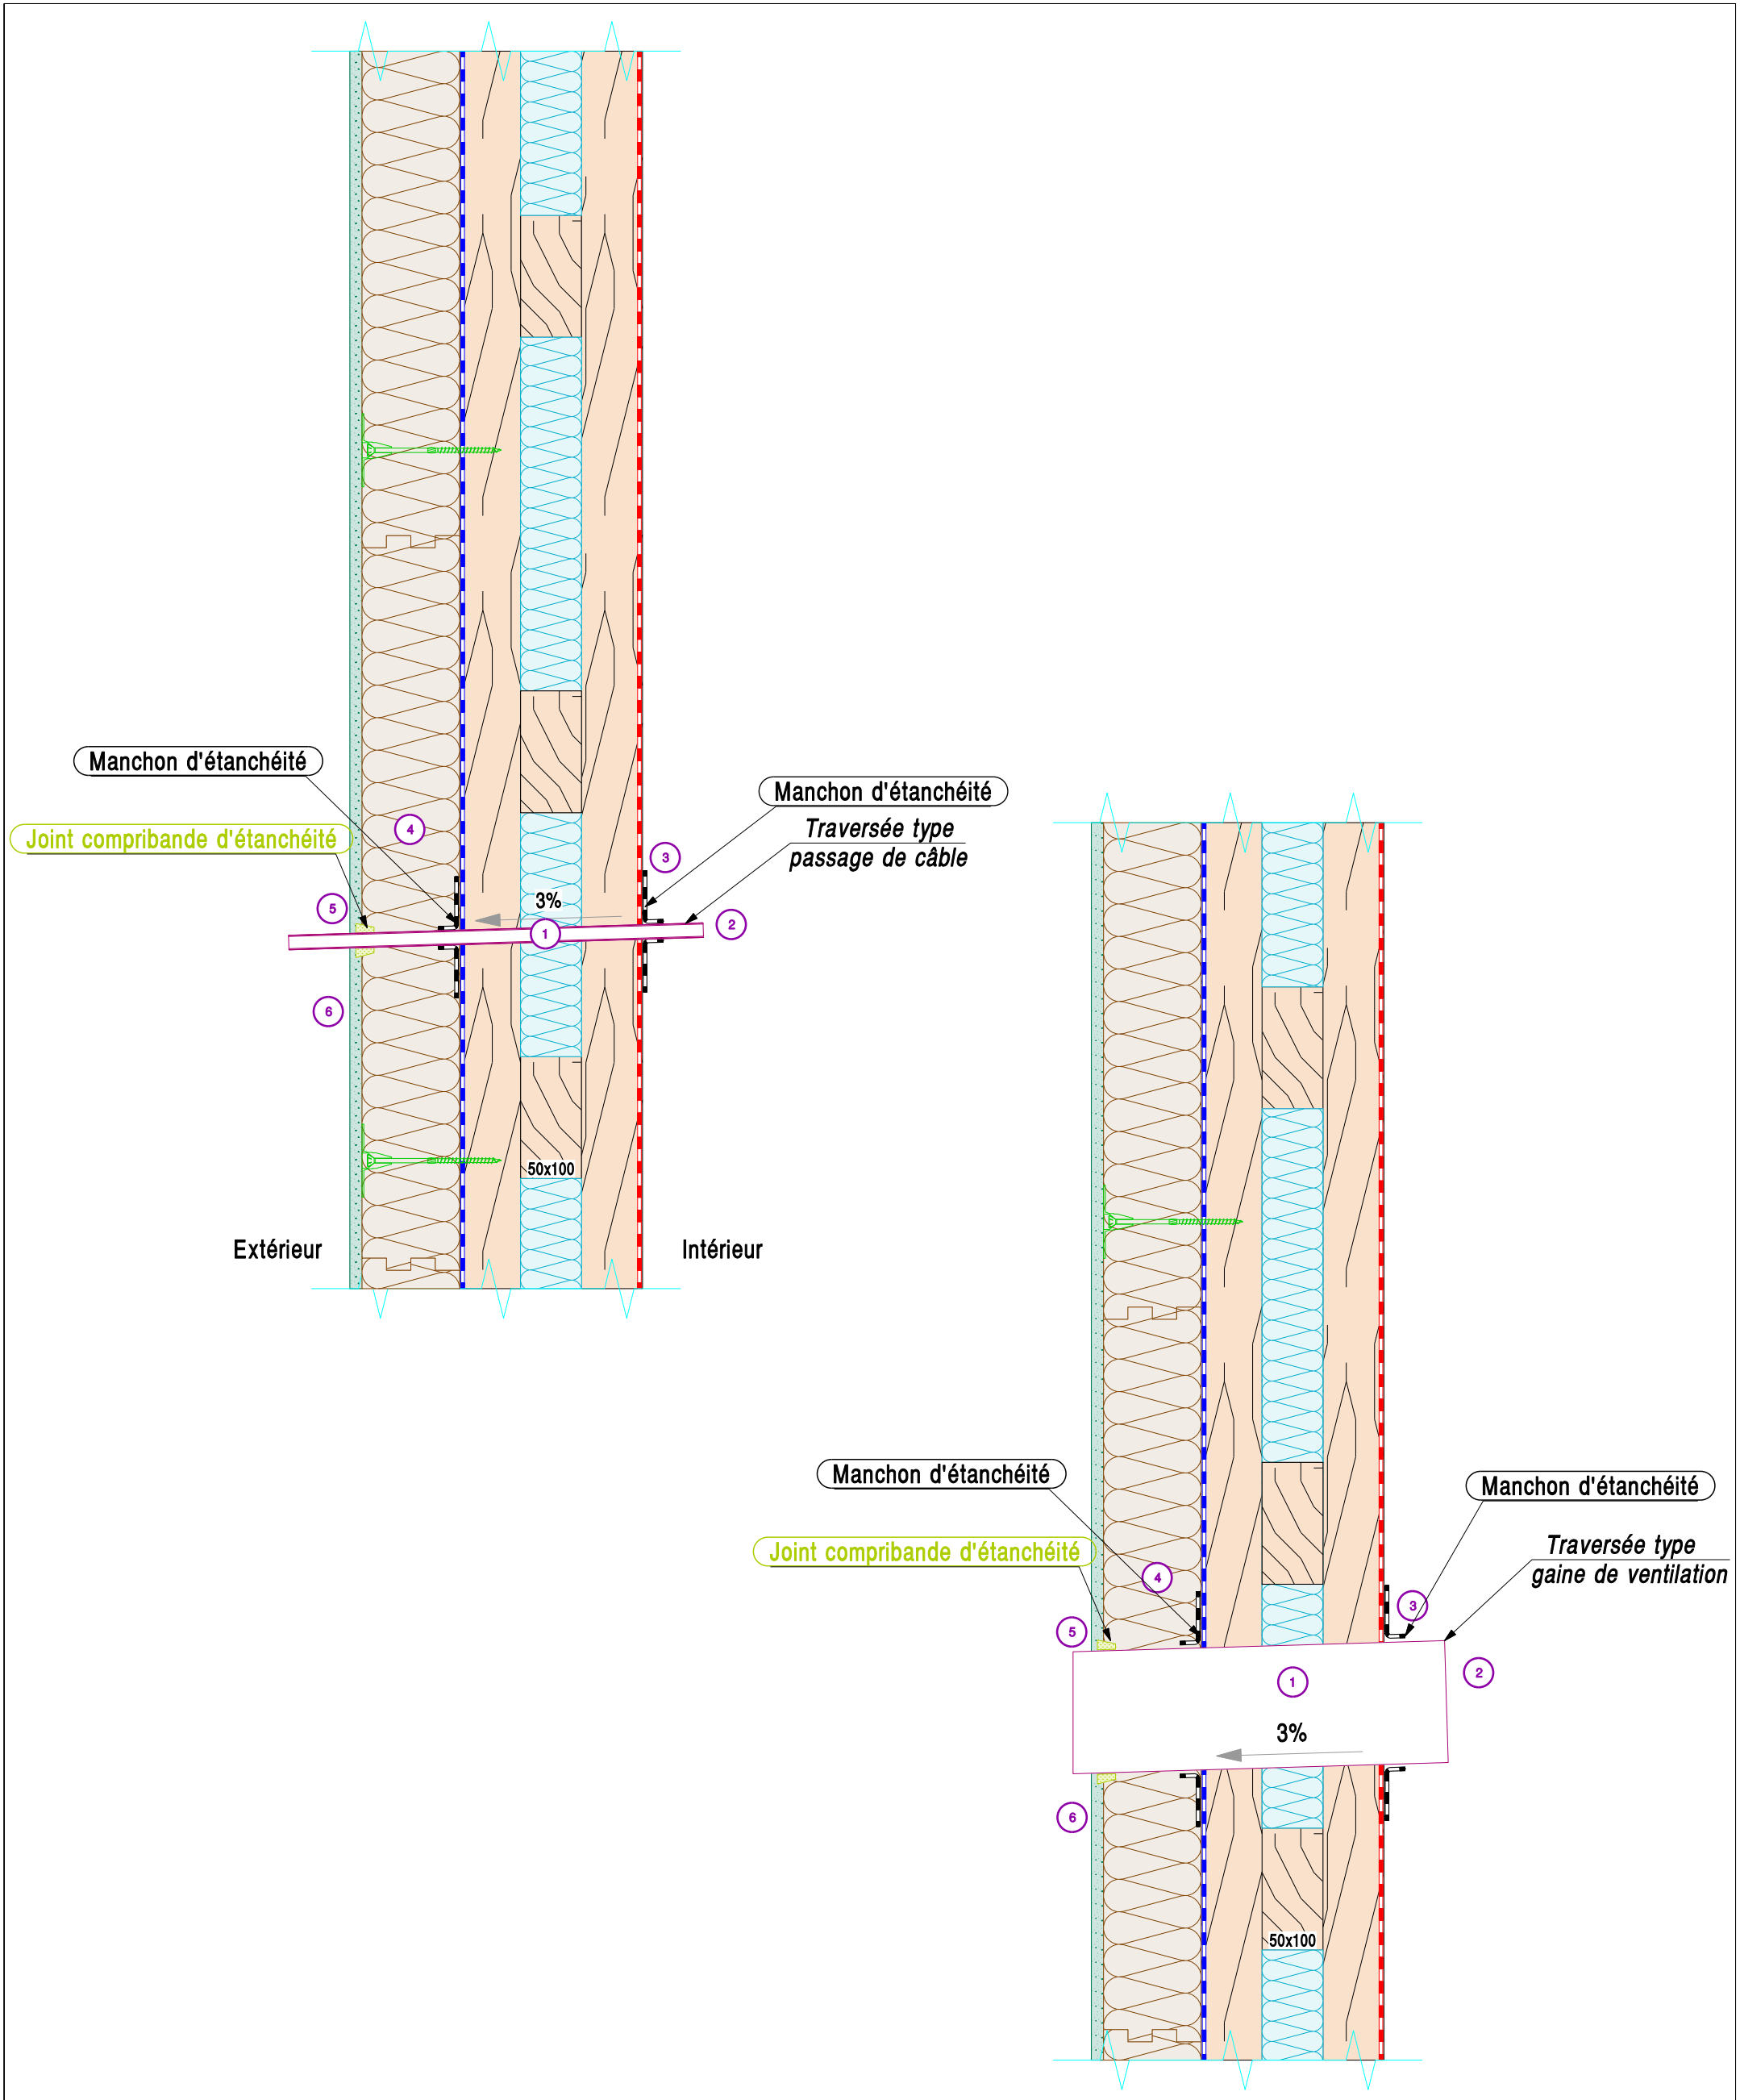 Manchon d'étanchéité
Manchon d'étanchéité
Joint compribande d'étanchéité
4
Traversée type
passage de câble
3
3%
5
2
1
6
50x100
Extérieur
Intérieur
Manchon d'étanchéité
Manchon d'étanchéité
Joint compribande d'étanchéité
Traversée type
gaine de ventilation
4
3
5
2
1
3%
6
50x100